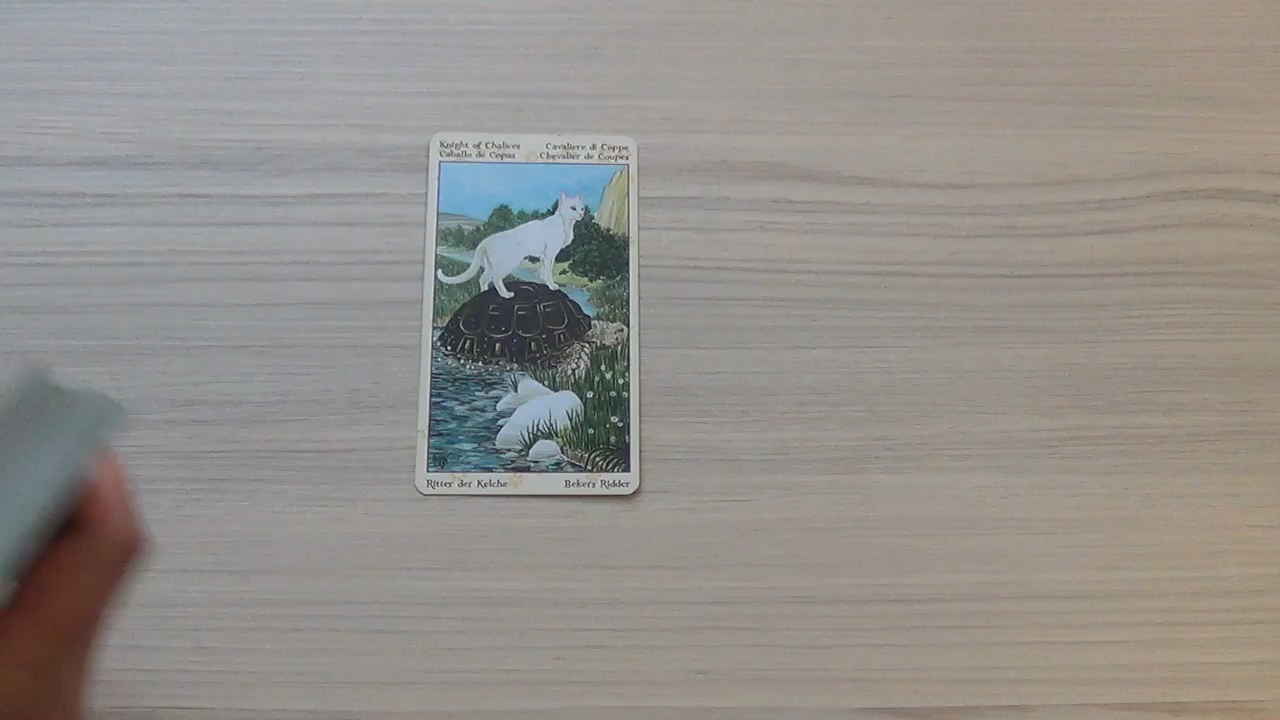 Knight of Chalices Cavaliere di Coppe
Caballo de Copas Chevalier de Coupes
Ritter der Kelche Bekers Ridder